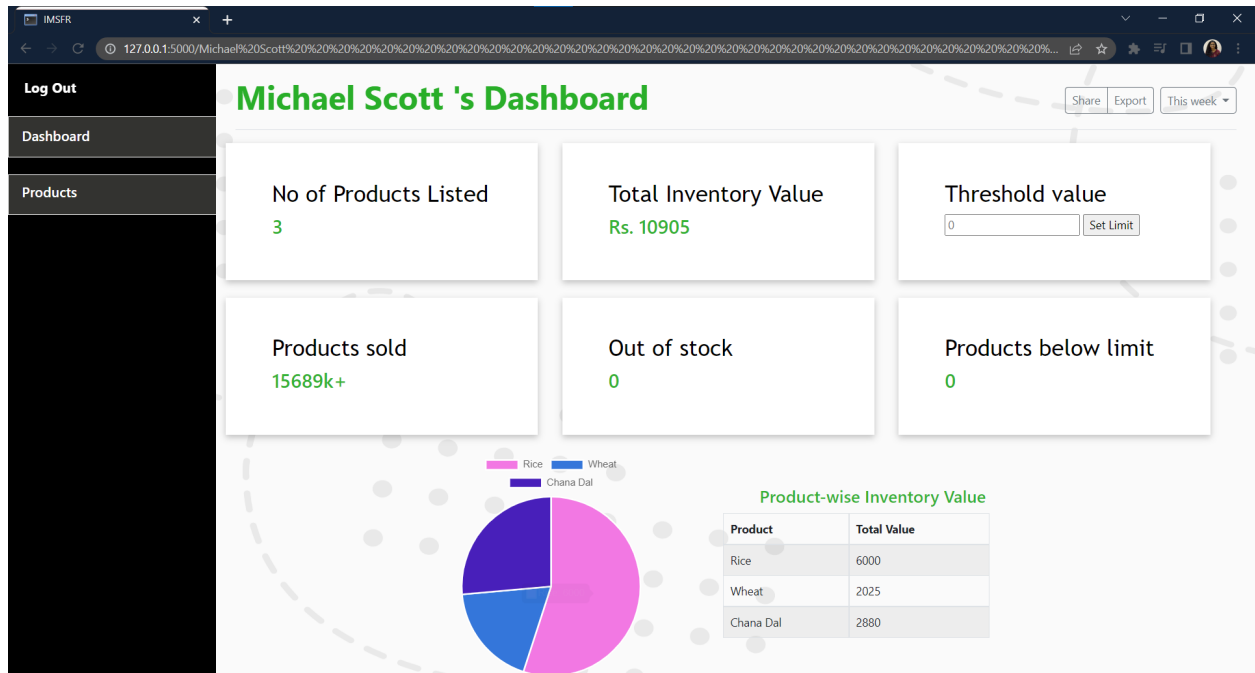 IMSFR
127.0.0.1:5000/Michael%20Scott%20%20%20%20%20%20%20%20%20%20%20%20%20%20%20%20%20%20%20%20%20%20%20%20%20%20%20%20%20%20%20%20%20%20%20%20%20...
Log Out
Michael Scott 's Dashboard
Share Export This week
Dashboard
Products
No of Products Listed
3
Total Inventory Value
Rs. 10905
Threshold value
0 Set Limit
Products sold
15689k+
Out of stock
0
Products below limit
0
Rice Wheat
Chana Dal
Product-wise Inventory Value
Product Total Value
Rice 6000
Wheat 2025
Chana Dal 2880